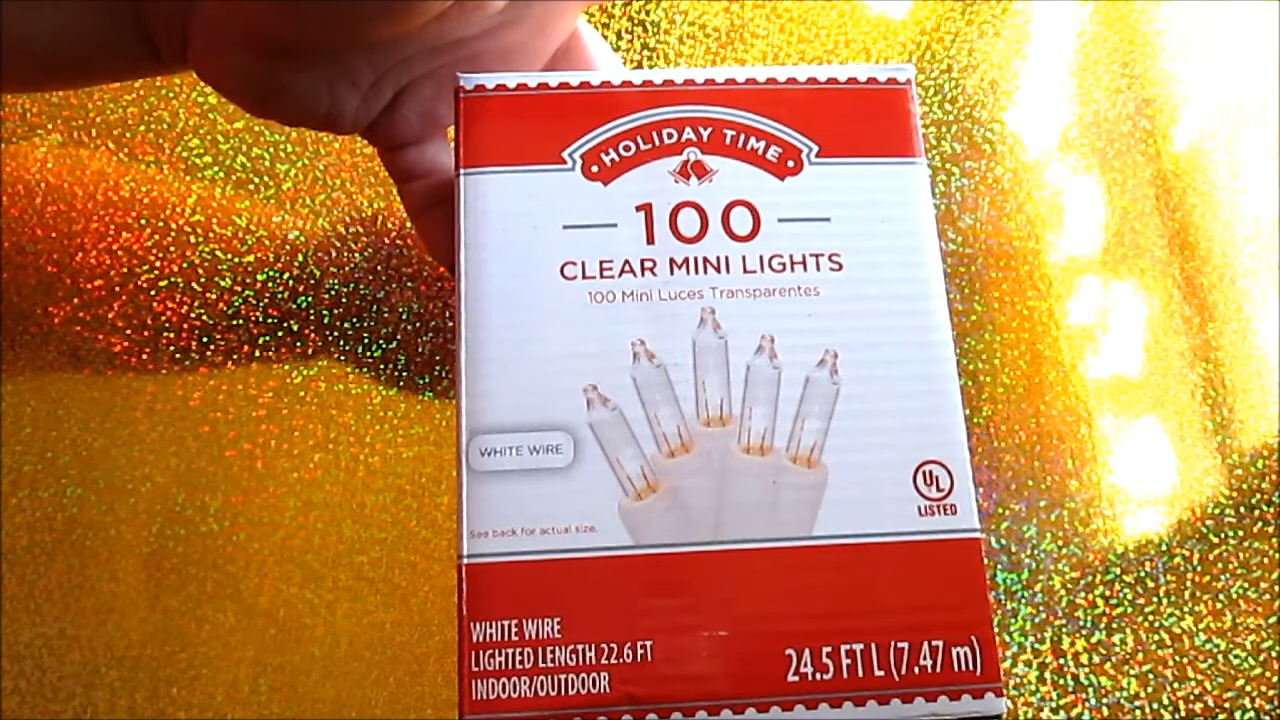 HOLIDAY TIME
100
CLEAR MINI LIGHTS
100 Mini Luces Transparentes
WHITE WIRE
UL
LISTED
See back for actual size.
WHITE WIRE
LIGHTED LENGTH 22.6 FT
INDOOR/OUTDOOR
24.5 FT L (7.47 m)